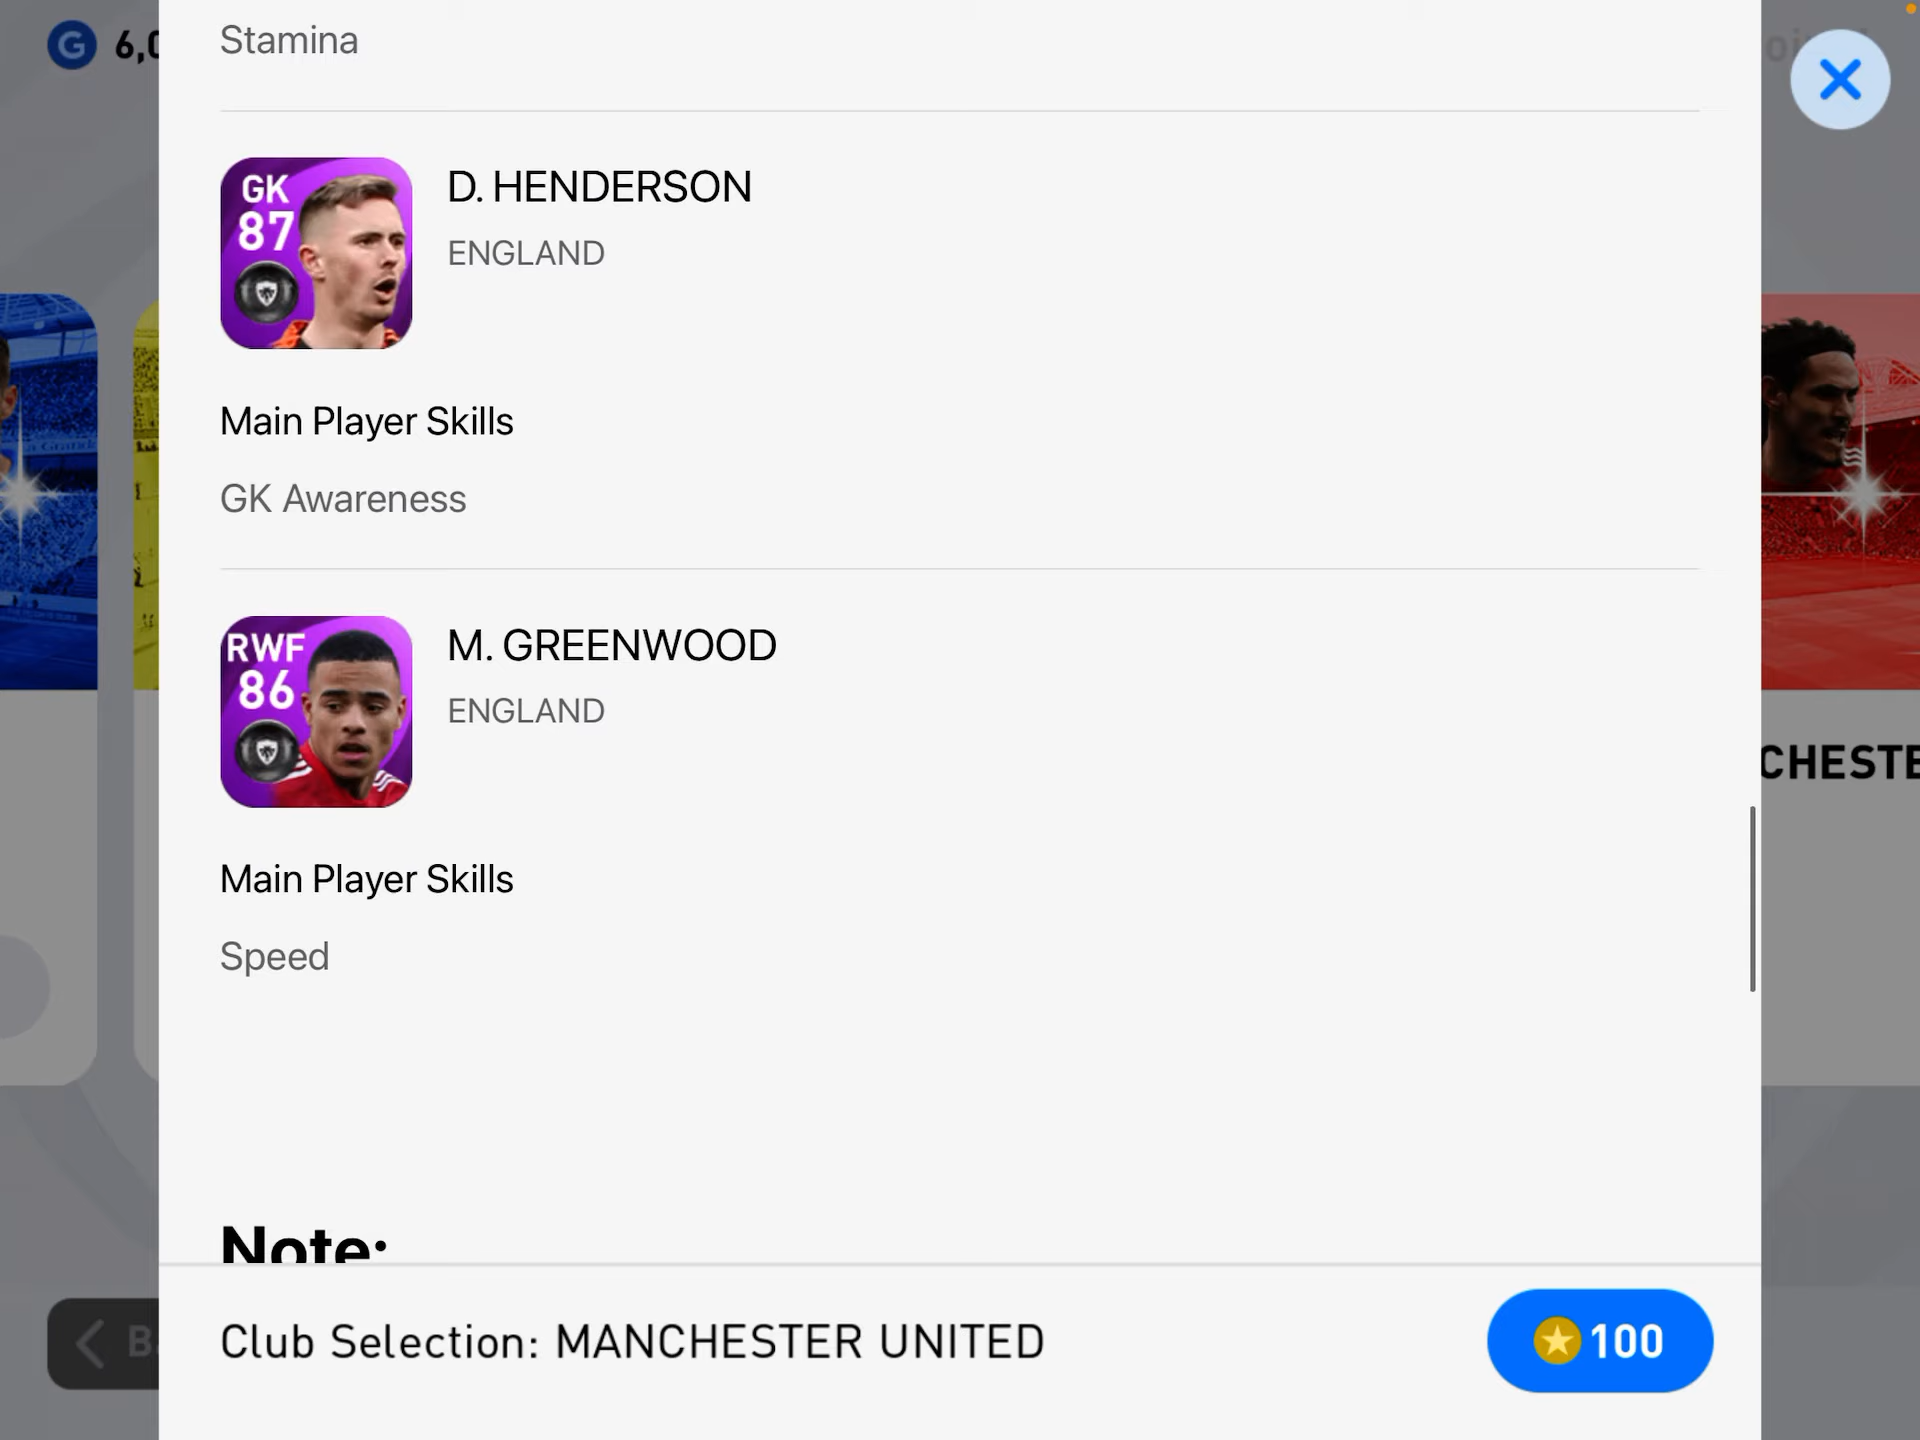 Stamina
GK
87
D. HENDERSON
ENGLAND
Main Player Skills
GK Awareness
RWF
86
M. GREENWOOD
ENGLAND
Main Player Skills
Speed
CHESTE
Note:
Club Selection: MANCHESTER UNITED
100